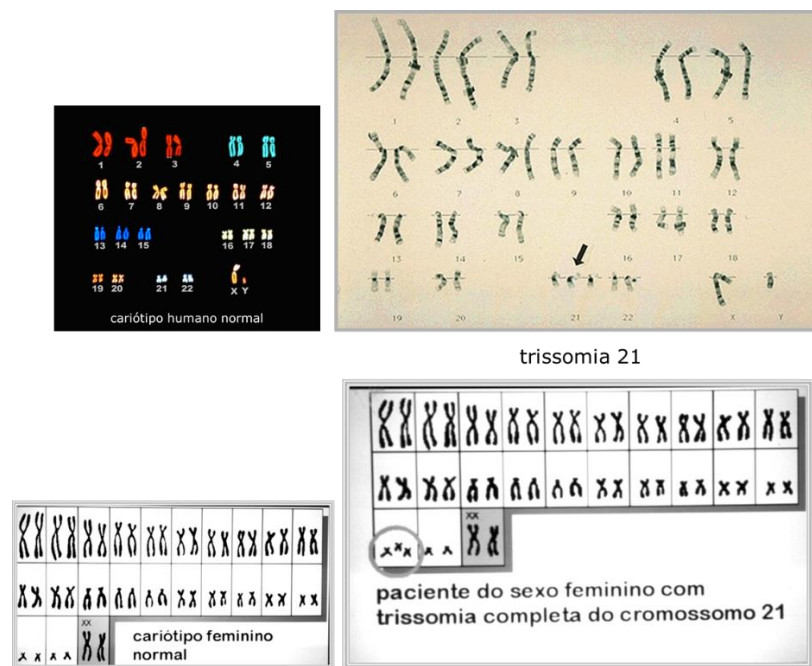 1 2 3 4 5
6 7 8 9 10 11 12
13 14 15 16 17 18
19 20 21 22 X Y
cariótipo humano normal
1 2 3 4 5
6 7 8 9 10 11 12
13 14 15 16 17 18
19 20 21 22 X Y
trissomia 21
XX
cariótipo feminino
normal
XX
paciente do sexo feminino com
trissomia completa do cromossomo 21